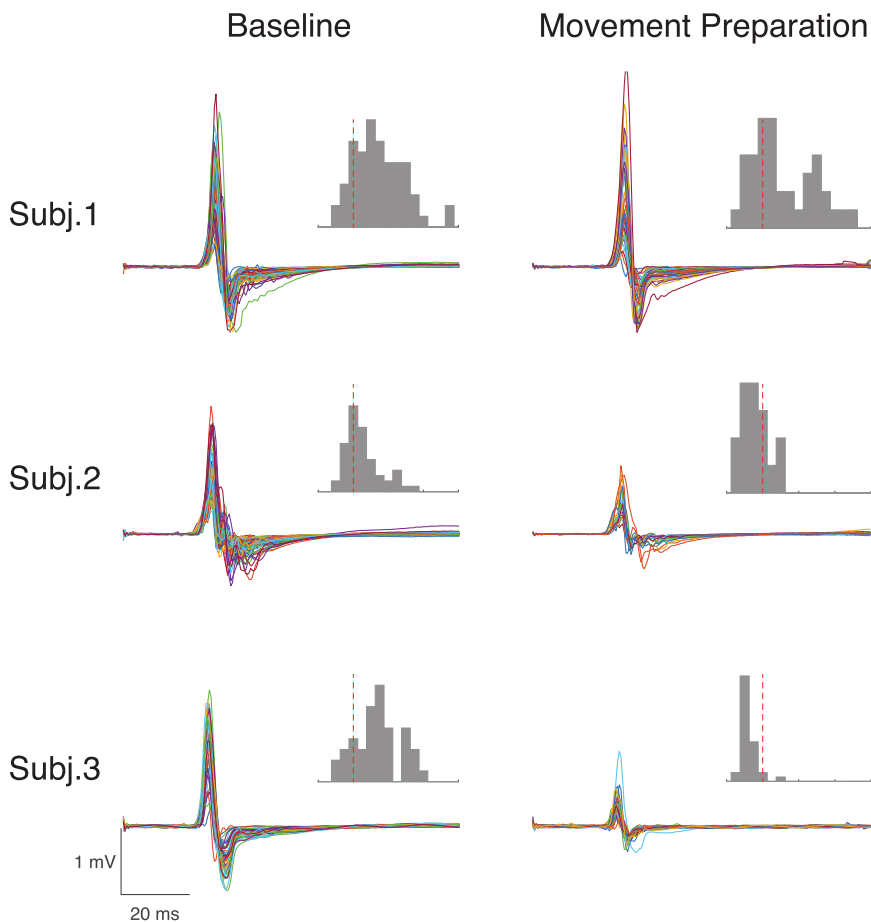 Baseline
Movement Preparation
Subj.1
Subj.2
Subj.3
1 mV
20 ms